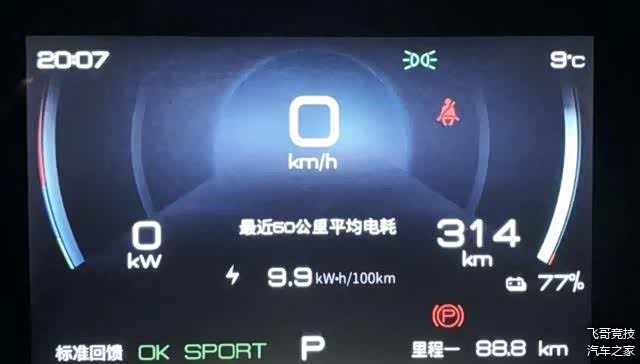 20:07
9°C
0
km/h
0
kW
最近50公里平均电耗
314
km
9.9 kW·h/100km
77%
P
标准回馈 OK SPORT P 里程一 88.8 km
飞哥竞技
汽车之家